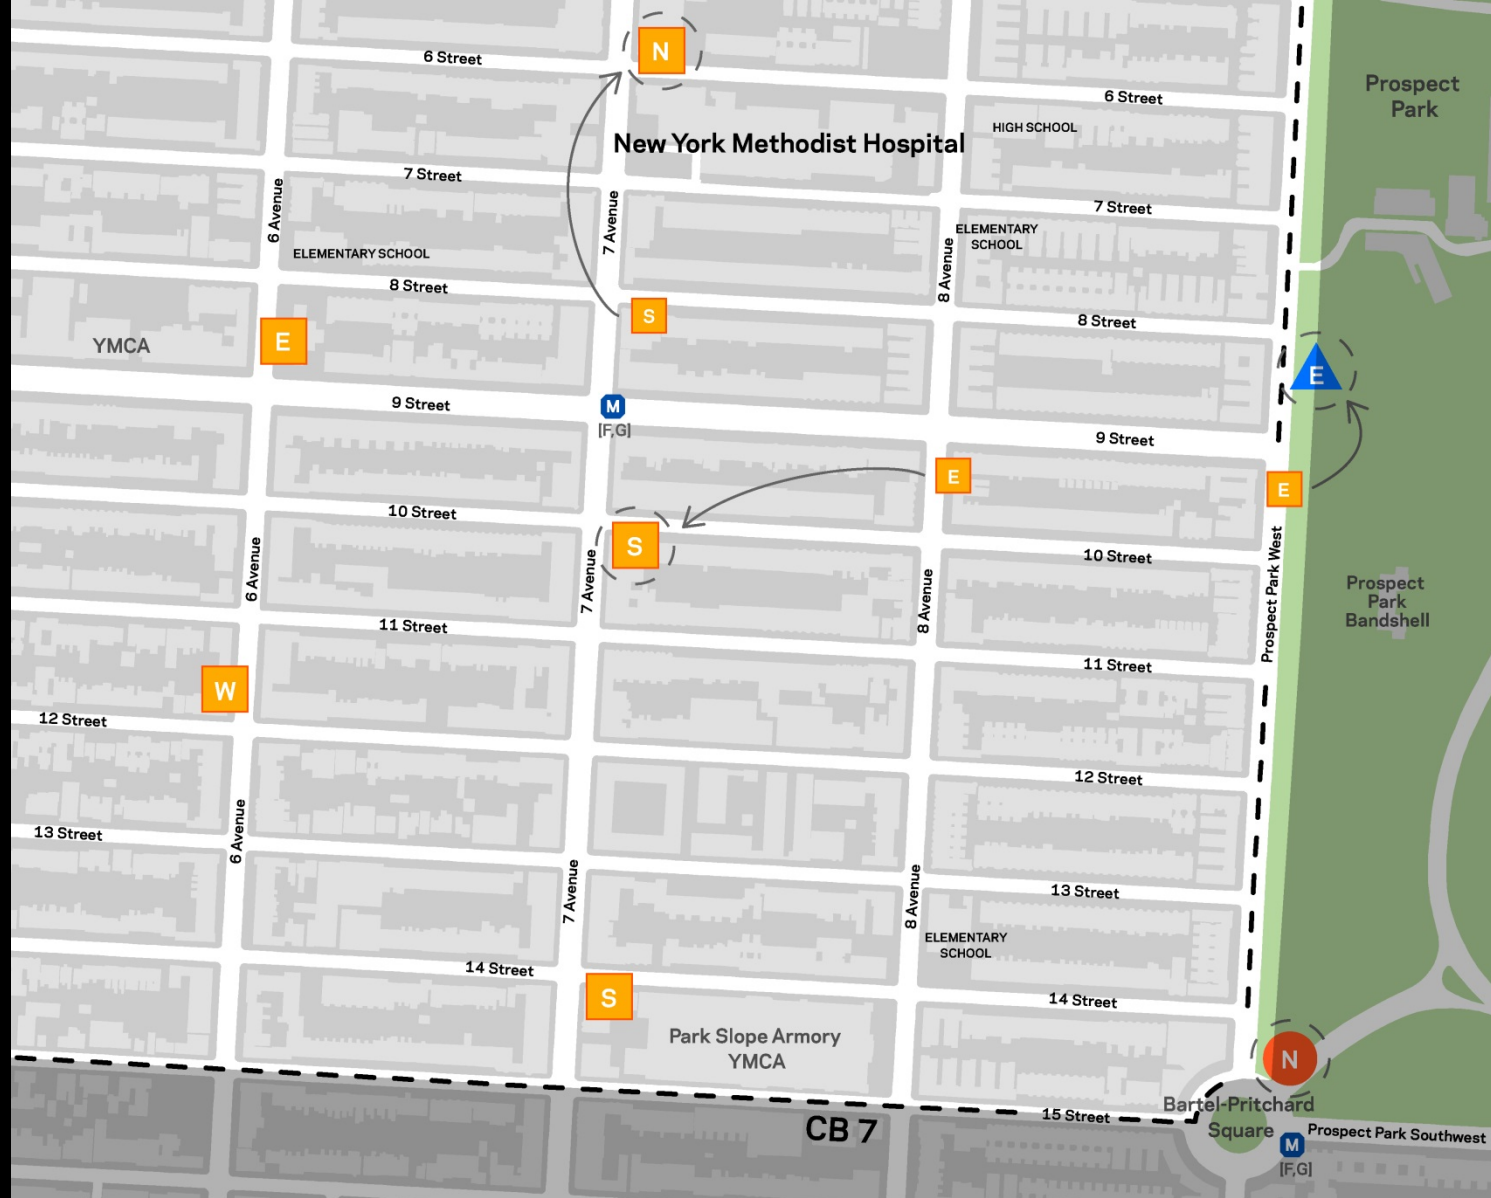 N
6 Street
Prospect
Park
6 Street
HIGH SCHOOL
New York Methodist Hospital
7 Street
6 Avenue
7 Avenue
7 Street
ELEMENTARY
SCHOOL
ELEMENTARY SCHOOL
8 Avenue
8 Street
S
8 Street
E
YMCA
E
9 Street
M
[F,G]
9 Street
E
E
10 Street
S
10 Street
6 Avenue
7 Avenue
8 Avenue
Prospect Park West
Prospect
Park
Bandshell
11 Street
11 Street
W
12 Street
12 Street
13 Street
6 Avenue
7 Avenue
8 Avenue
13 Street
ELEMENTARY
SCHOOL
14 Street
S
14 Street
Park Slope Armory
YMCA
N
Bartel-Pritchard
Square
15 Street
CB 7
Prospect Park Southwest
M
[F,G]